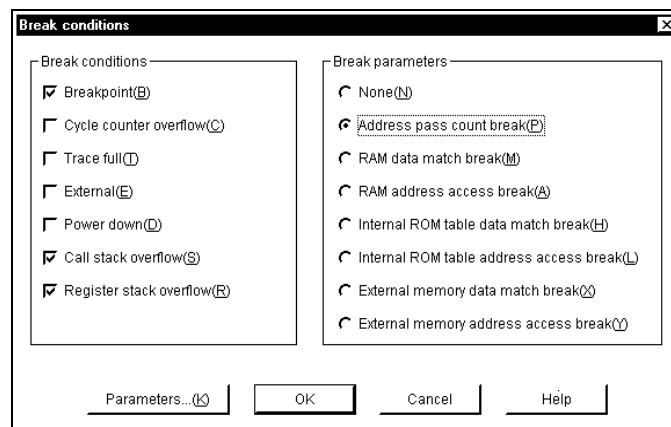 Break conditions
Break conditions
Breakpoint(B)
Cycle counter overflow(C)
Trace full(T)
External(E)
Power down(D)
Call stack overflow(S)
Register stack overflow(R)
Break parameters
None(N)
Address pass count break(P)
RAM data match break(M)
RAM address access break(A)
Internal ROM table data match break(H)
Internal ROM table address access break(L)
External memory data match break(X)
External memory address access break(Y)
Parameters...(K)
OK
Cancel
Help